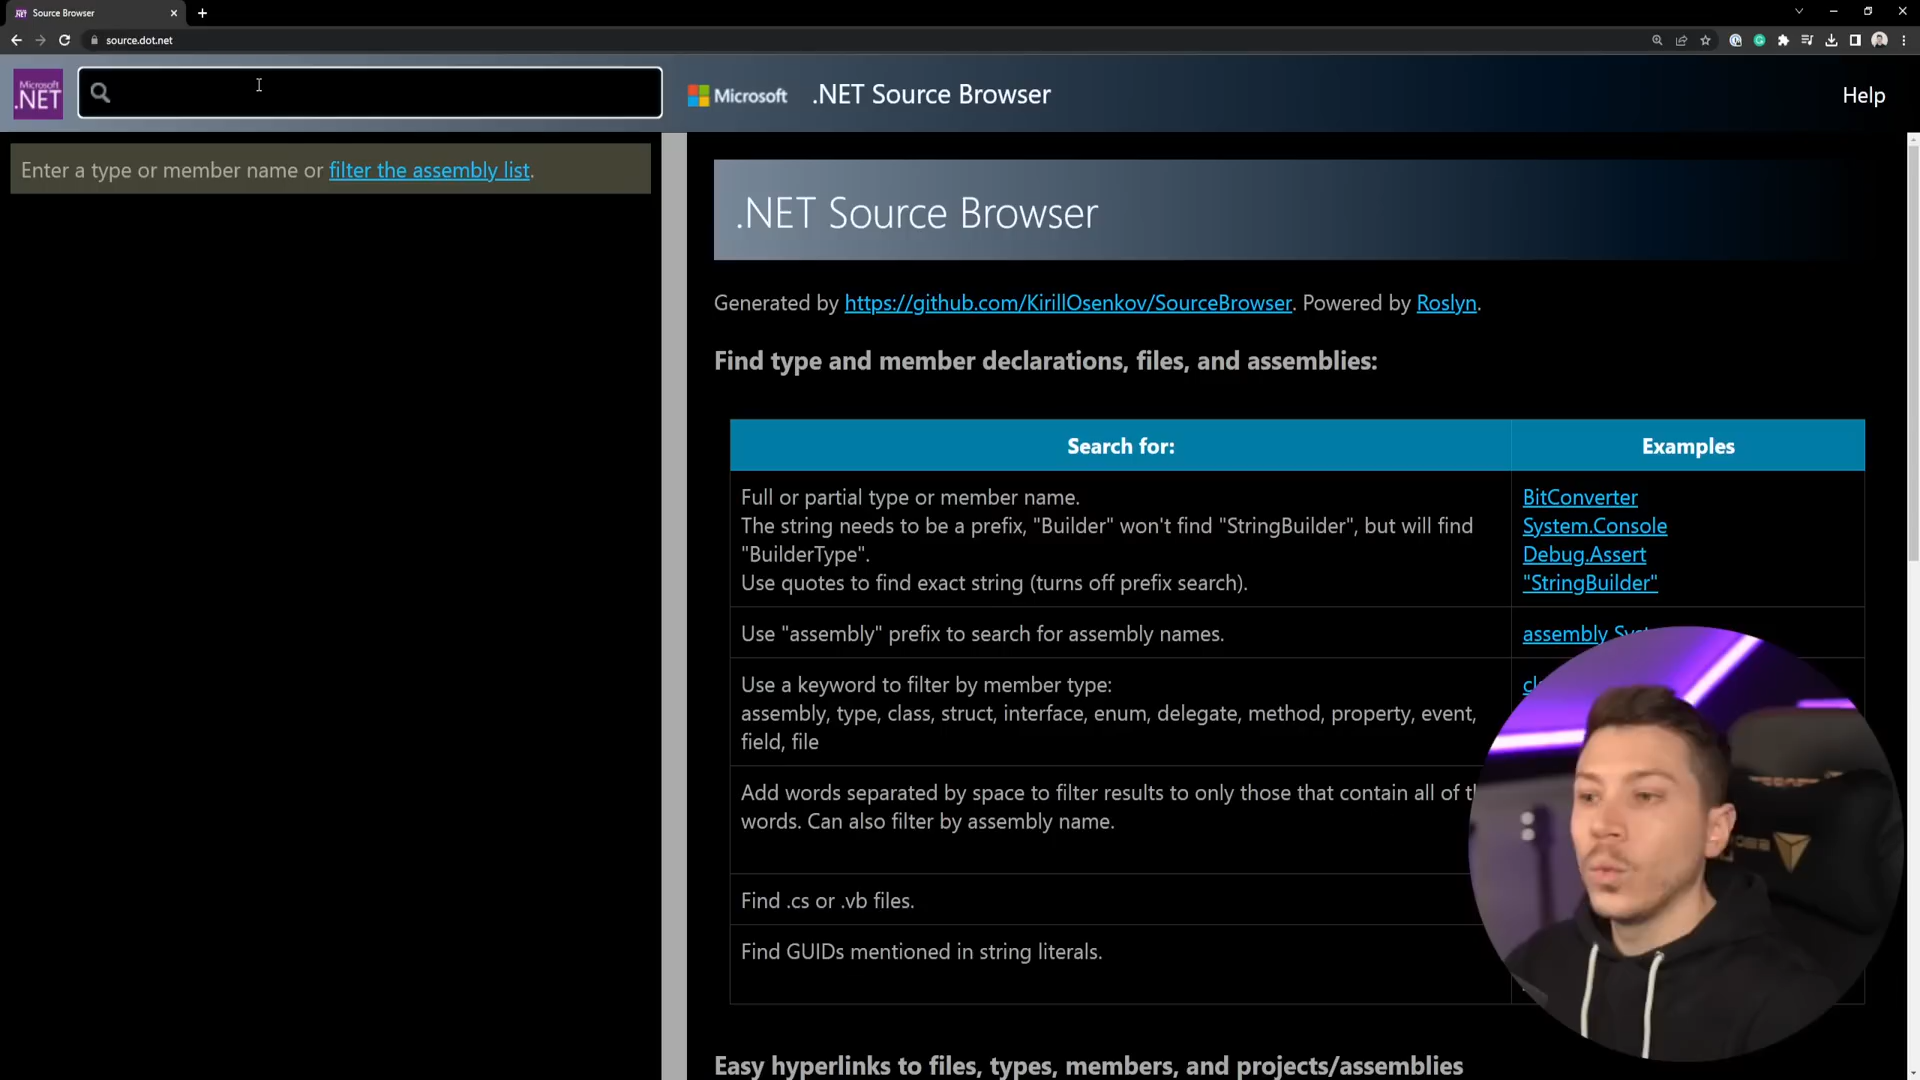 Source Browser
source.dot.net
Microsoft
.NET
Microsoft
.NET Source Browser
Help
Enter a type or member name or filter the assembly list.
.NET Source Browser
Generated by https://github.com/KirillOsenkov/SourceBrowser. Powered by Roslyn.
Find type and member declarations, files, and assemblies:
Search for:
Examples
Full or partial type or member name.
The string needs to be a prefix, "Builder" won't find "StringBuilder", but will find
"BuilderType".
Use quotes to find exact string (turns off prefix search).
BitConverter
System.Console
Debug.Assert
"StringBuilder"
Use "assembly" prefix to search for assembly names.
assembly
Use a keyword to filter by member type:
assembly, type, class, struct, interface, enum, delegate, method, property, event,
field, file
Add words separated by space to filter results to only those that contain all of
words. Can also filter by assembly name.
Find .cs or .vb files.
Find GUIDs mentioned in string literals.
Easy hyperlinks to files, types, members, and projects/assemblies